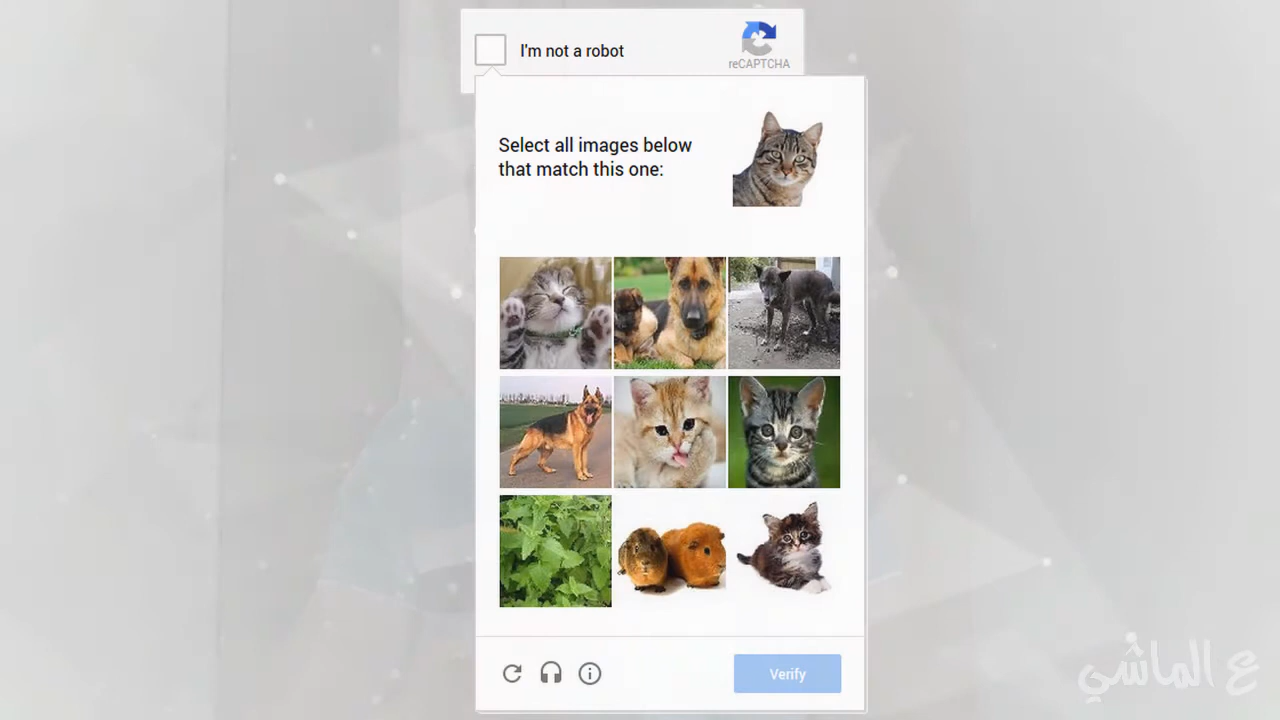 I'm not a robot
reCAPTCHA
Select all images below
that match this one:
Verify
ع الماشي